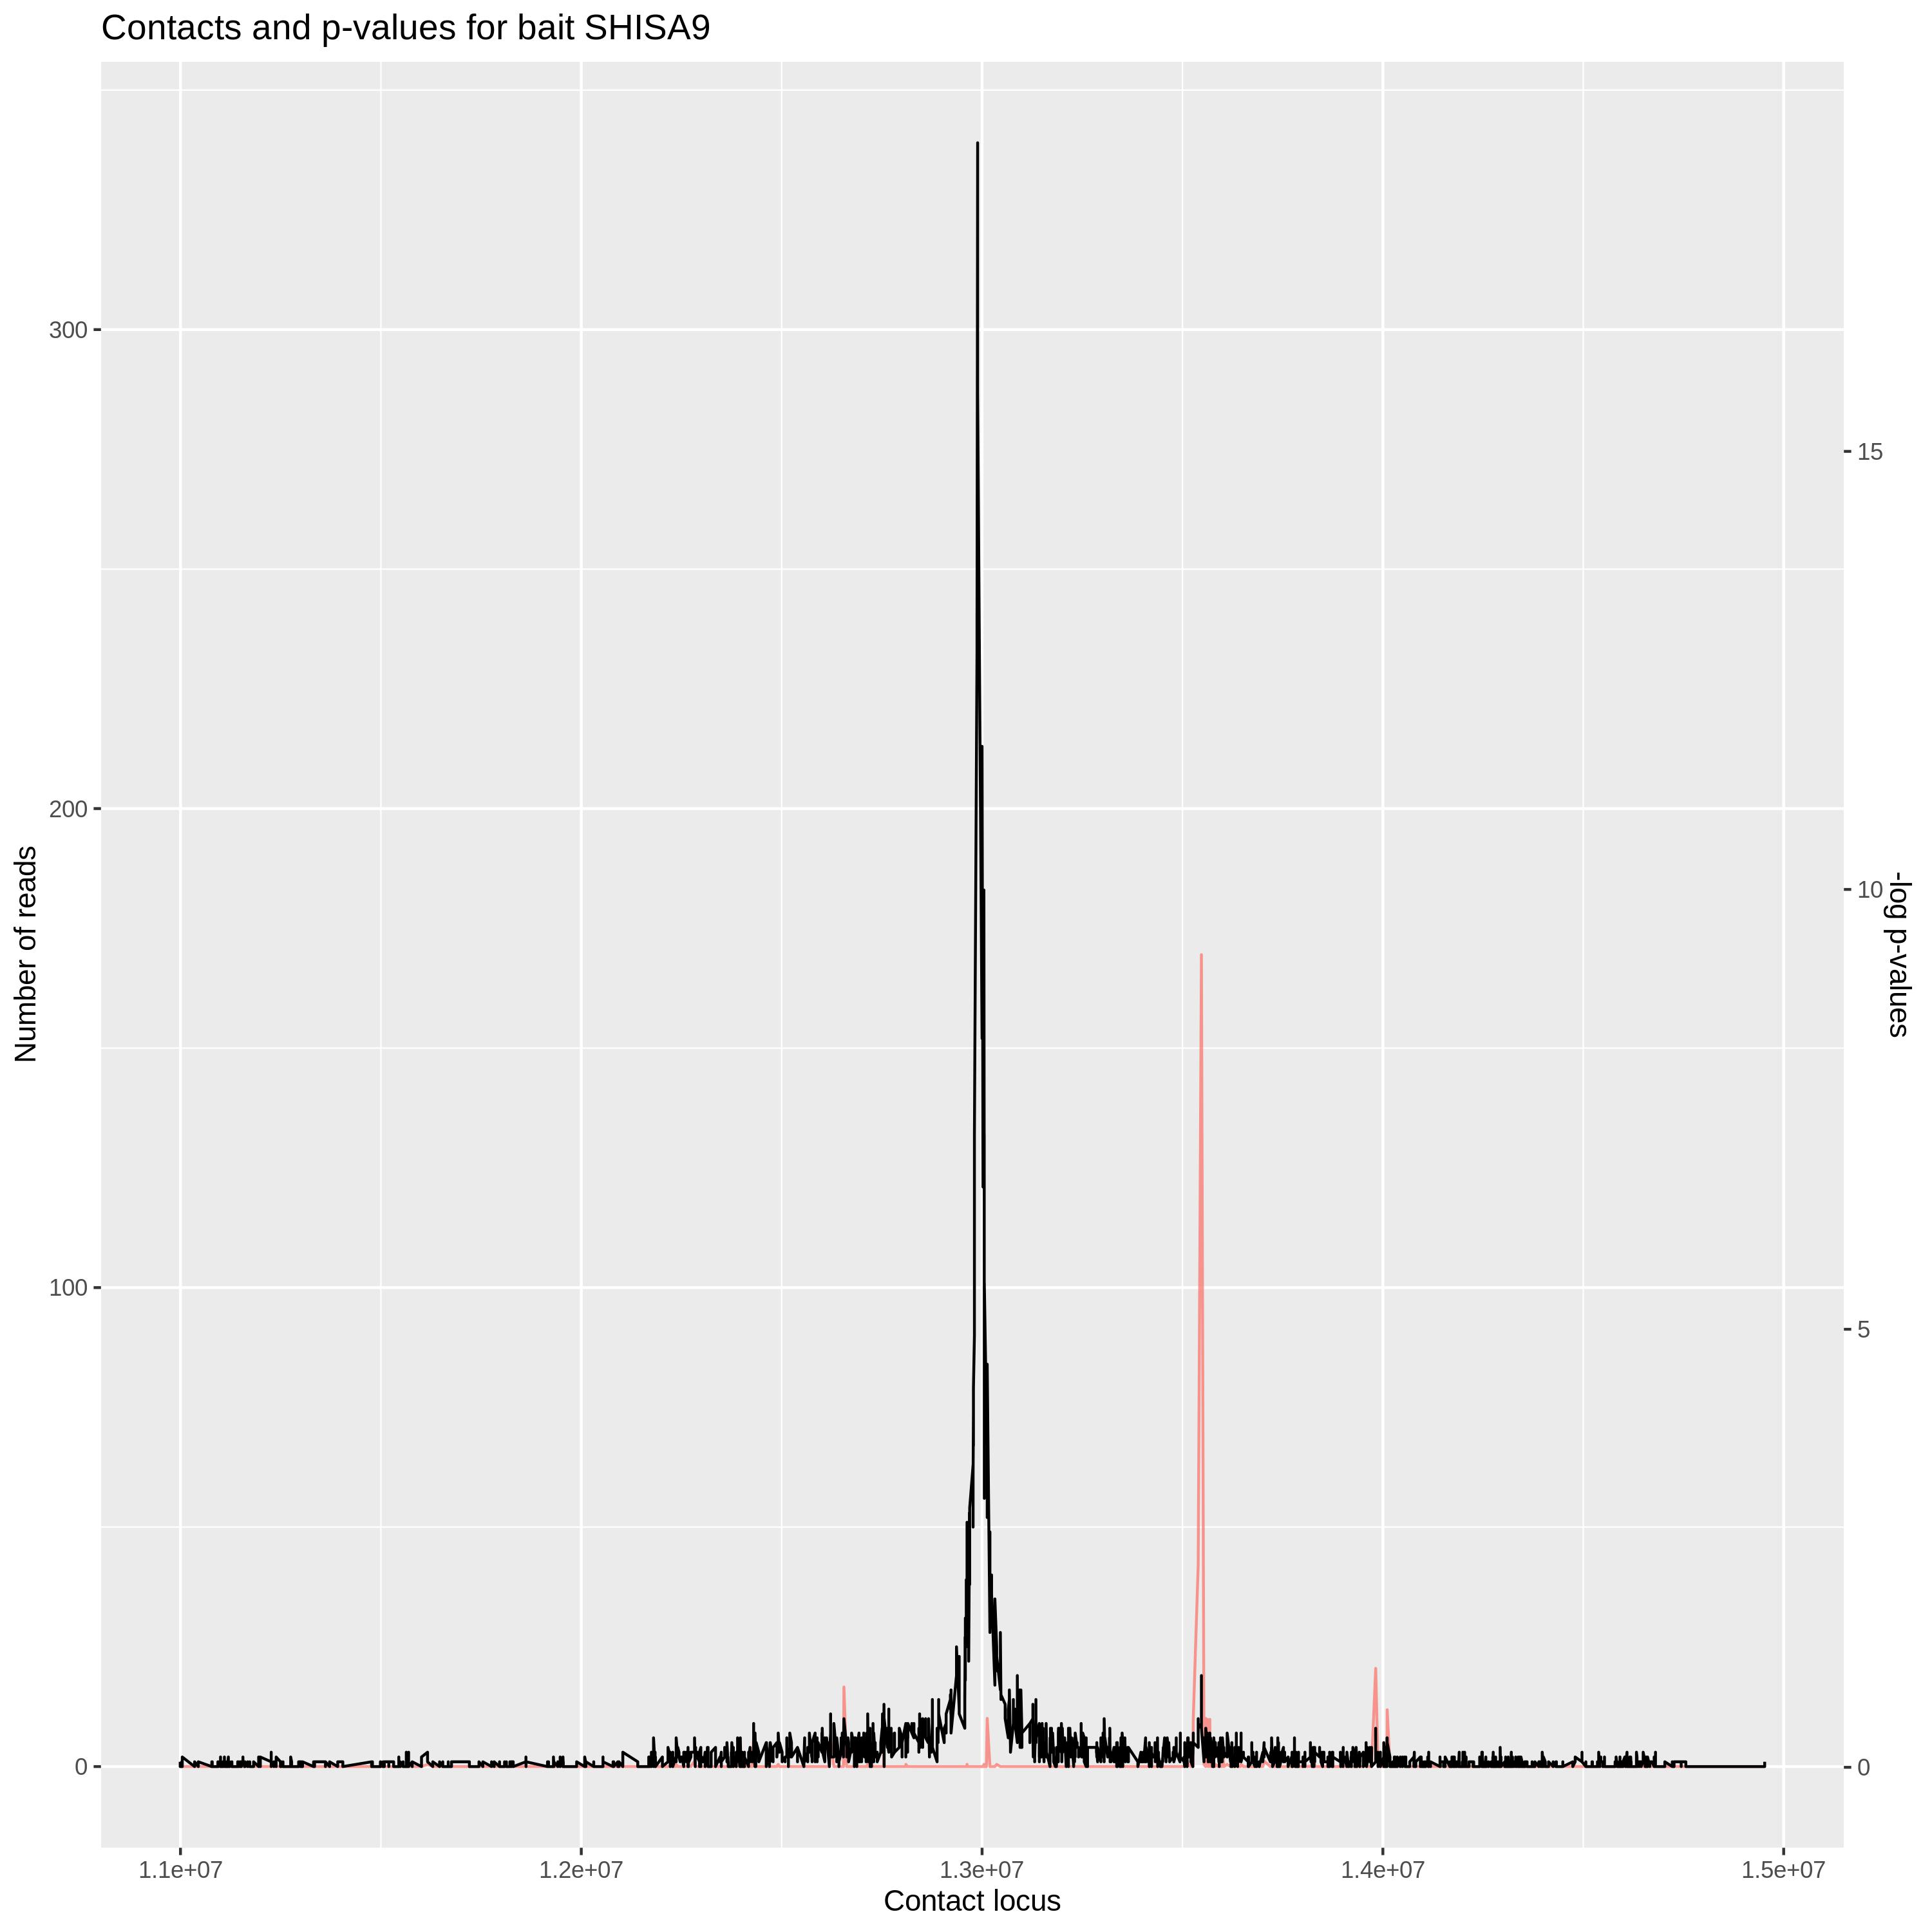 Contacts and p-values for bait SHISA9
300
200
100
0
Number of reads
15
10
5
0
-log p-values
1.1e+07
1.2e+07
1.3e+07
1.4e+07
1.5e+07
Contact locus